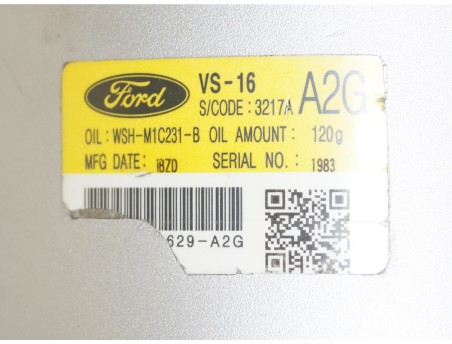 Ford VS-16 A2G
S/CODE : 3217A
OIL : WSH-M1C231-B OIL AMOUNT : 120g
MFG DATE: SERIAL NO. : 1983
629-A2G